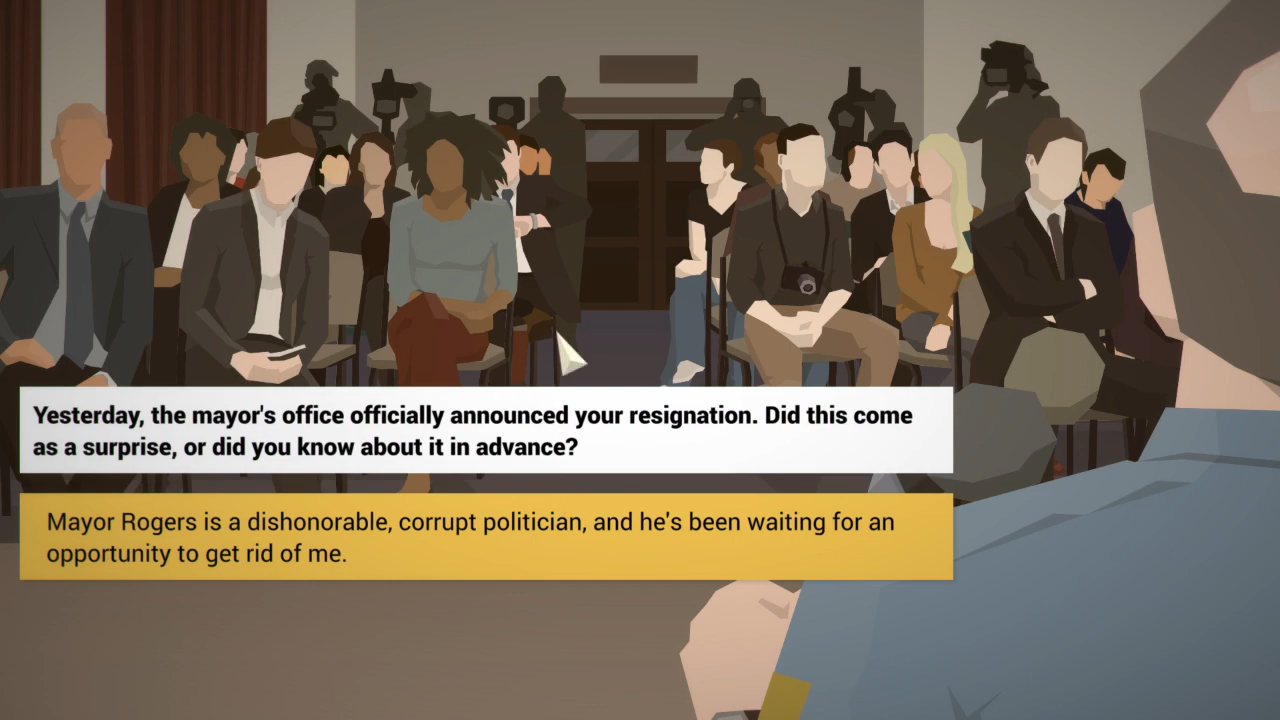 Yesterday, the mayor's office officially announced your resignation. Did this come
as a surprise, or did you know about it in advance?
Mayor Rogers is a dishonorable, corrupt politician, and he's been waiting for an
opportunity to get rid of me.